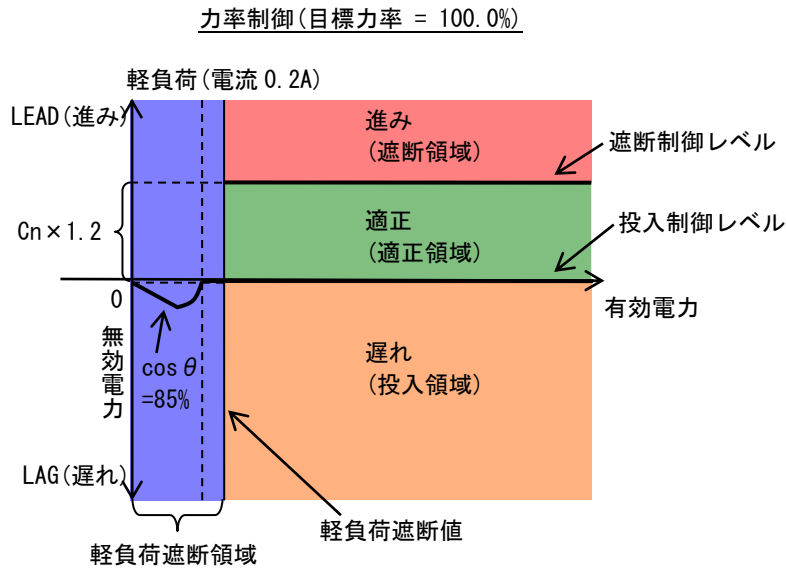 力率制御(目標力率 = 100.0%)
軽負荷(電流 0.2A)
LEAD(進み)
進み
(遮断領域)
遮断制御レベル
Cn×1.2
適正
(適正領域)
投入制御レベル
0
有効電力
無効電力
cosθ
=85%
遅れ
(投入領域)
LAG(遅れ)
軽負荷遮断値
軽負荷遮断領域